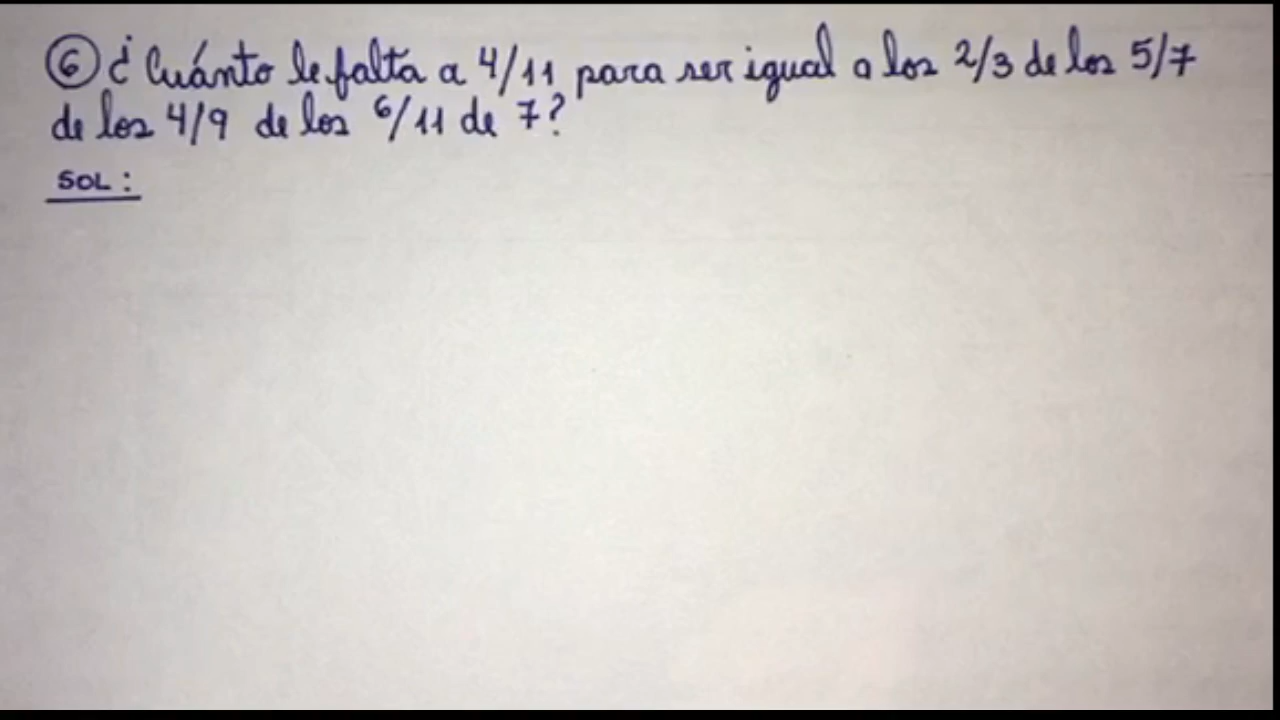 ⑥ ¿Cuánto le falta a 4/11 para ser igual a los 2/3 de los 5/7
de los 4/9 de los 6/11 de 7?
SOL: